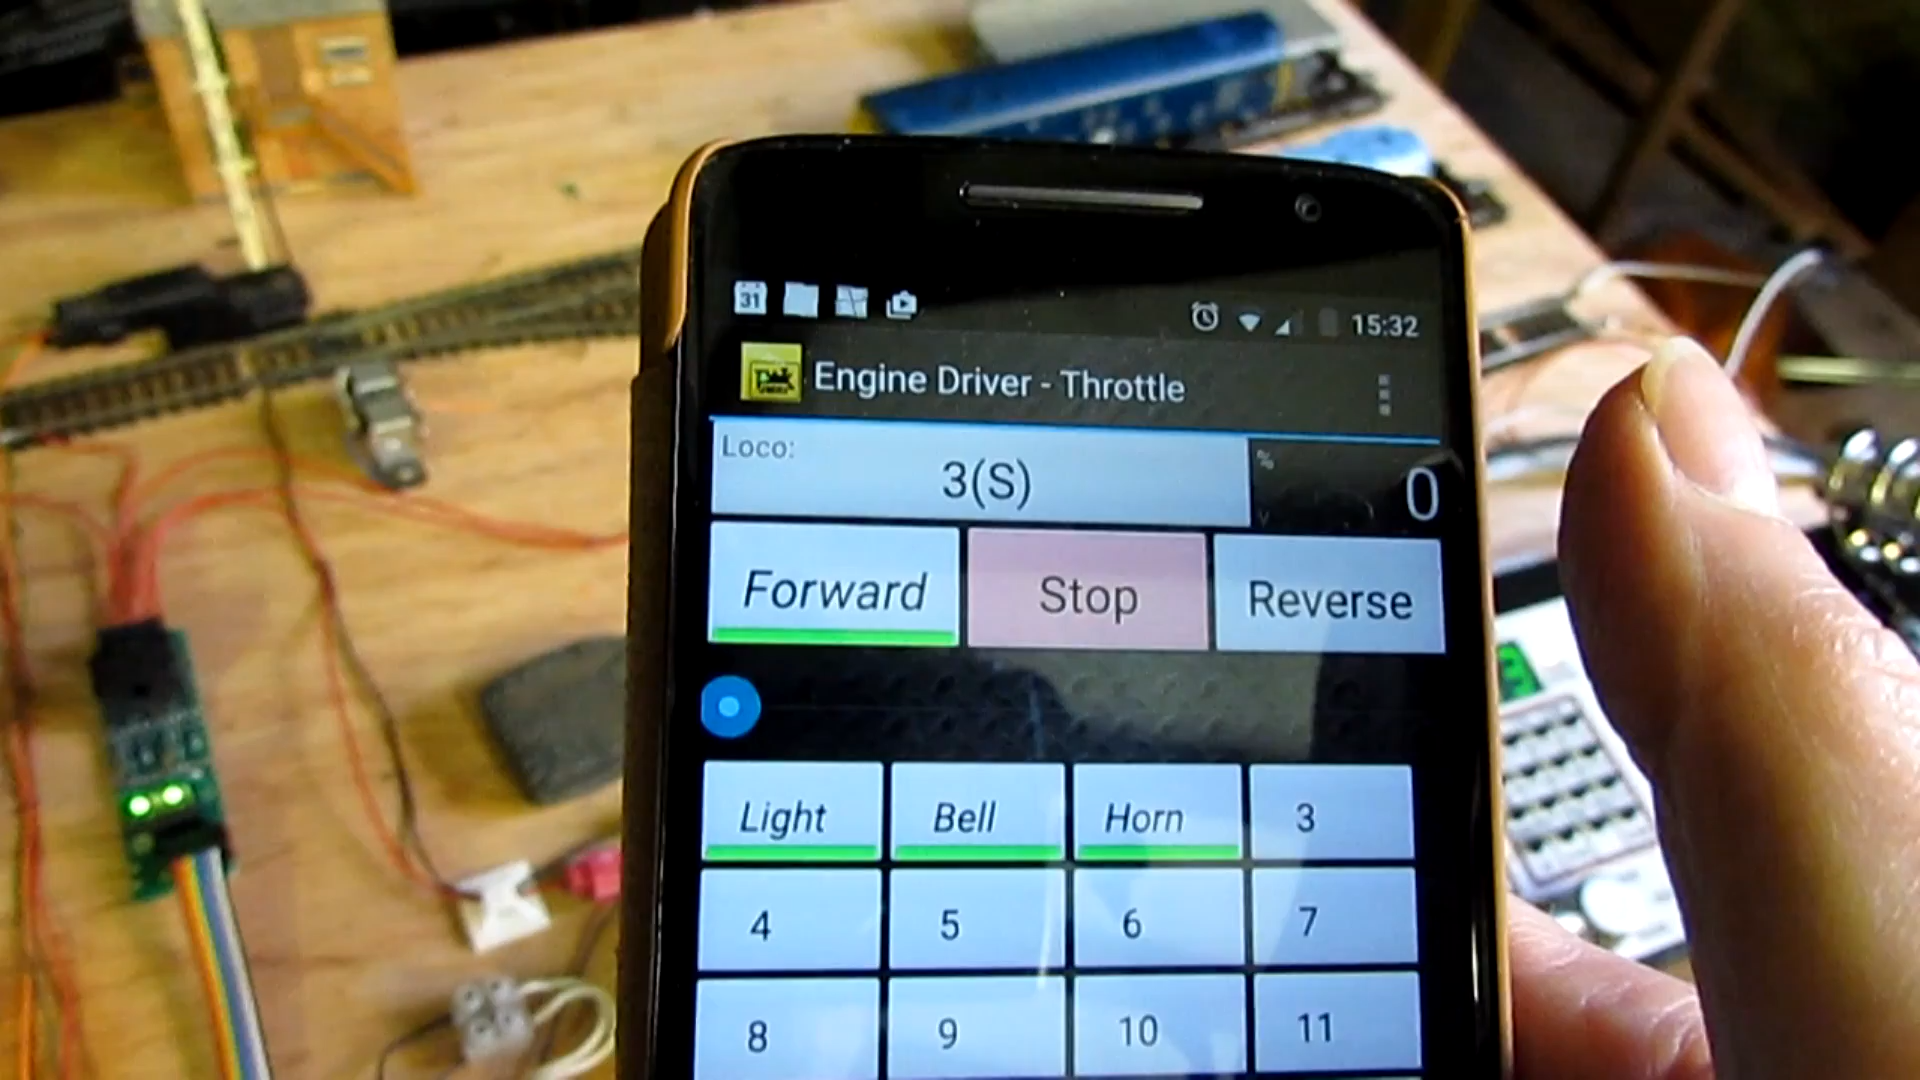 31
15:32
Engine Driver - Throttle
Loco:
3(S)
%
0
Forward Stop Reverse
Light Bell Horn 3
4 5 6 7
8 9 10 11